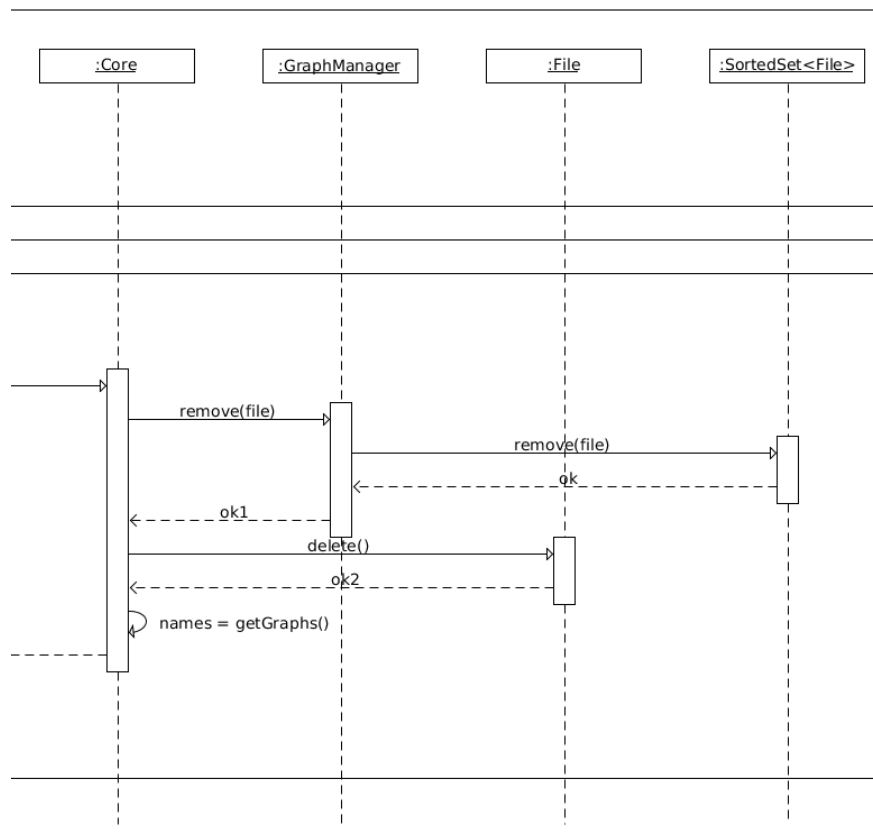 :Core
:GraphManager
:File
:SortedSet<File>
remove(file)
remove(file)
ok
ok1
delete()
ok2
names = getGraphs()